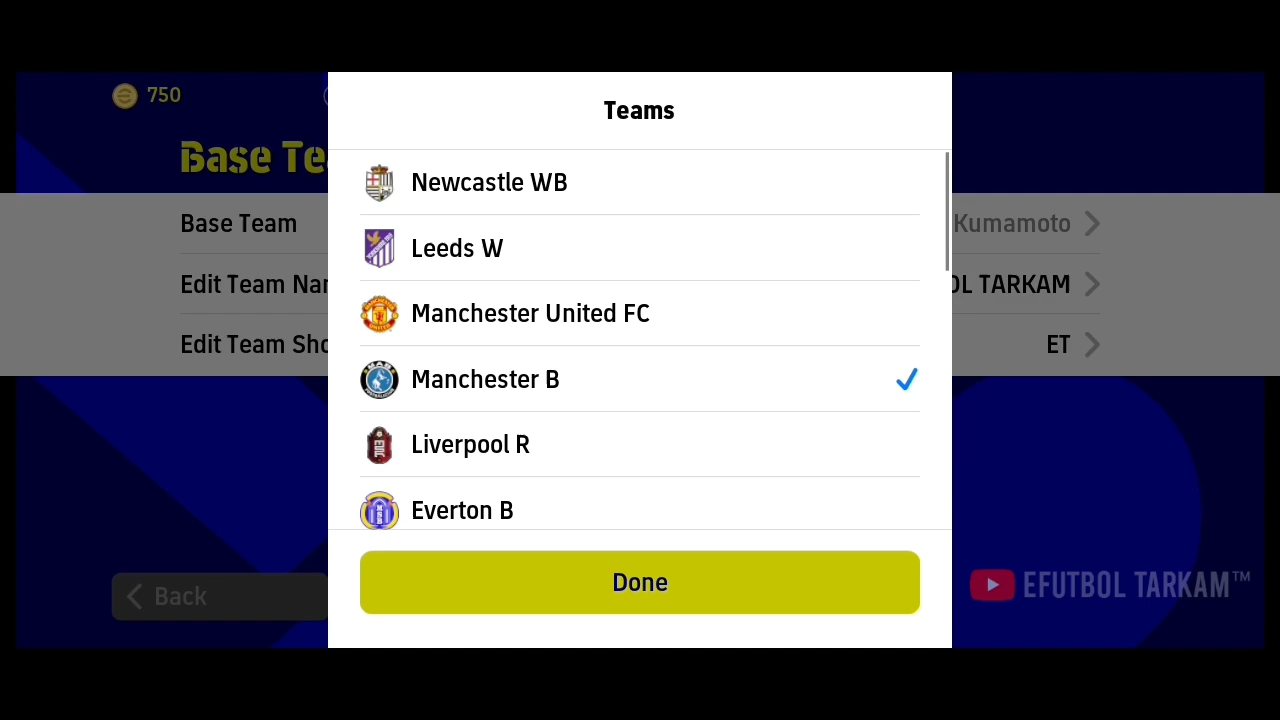 750
Teams
Base Te
Newcastle WB
Base Team
Kumamoto
Leeds W
Edit Team Nar
OL TARKAM
Manchester United FC
Edit Team Sho
ET
Manchester B
Liverpool R
Everton B
Done
Back
EFUTBOL TARKAM™